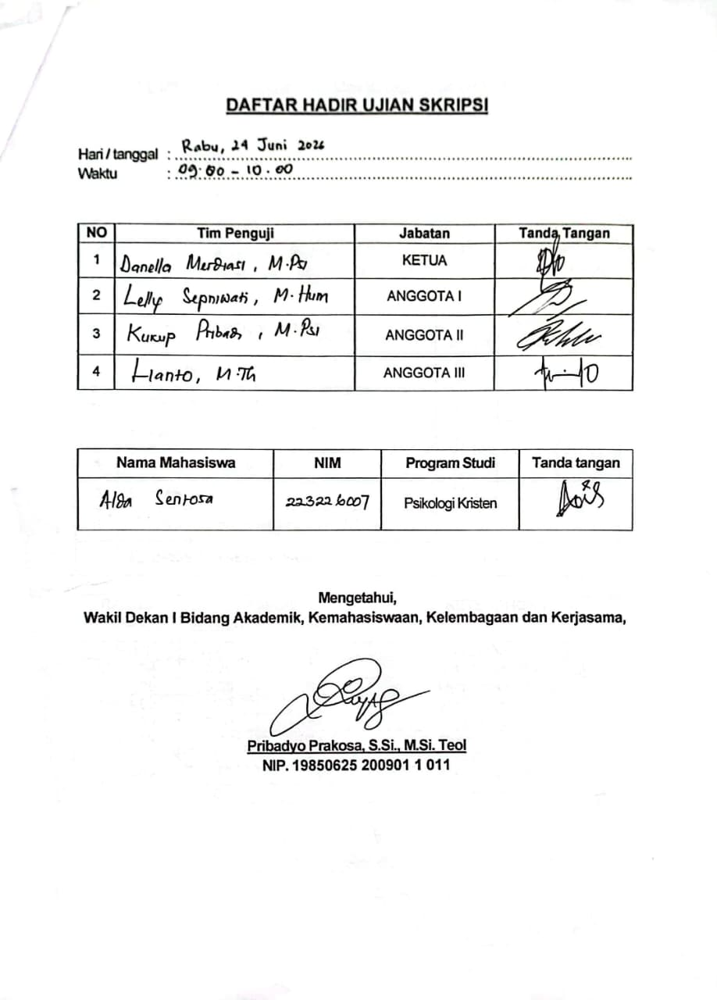 DAFTAR HADIR UJIAN SKRIPSI
Hari / tanggal : Rabu, 24 Juni 2026
Waktu : 09.00 - 10.00
NO Tim Penguji Jabatan Tanda Tangan
1 Danella Merdiasi, M.Psi KETUA
2 Lelly Sepniwati, M.Hum ANGGOTA I
3 Kukup Pribadi, M.Psi ANGGOTA II
4 Lianto, M.Th ANGGOTA III
Nama Mahasiswa NIM Program Studi Tanda tangan
Alda Sentosa 2232216007 Psikologi Kristen
Mengetahui,
Wakil Dekan I Bidang Akademik, Kemahasiswaan, Kelembagaan dan Kerjasama,
Pribadyo Prakosa, S.Si., M.Si. Teol
NIP. 19850625 200901 1 011